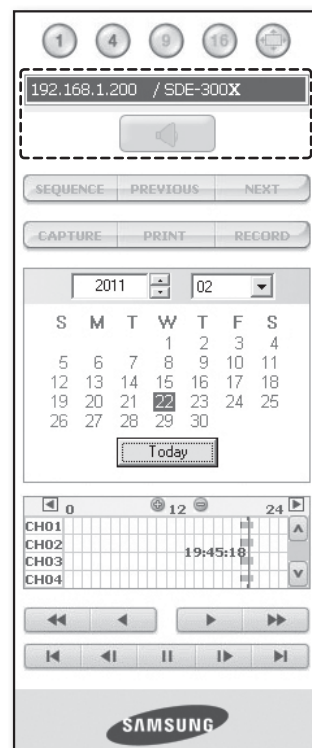 1 4 9 16
192.168.1.200 / SDE-300X
SEQUENCE PREVIOUS NEXT
CAPTURE PRINT RECORD
2011 02
S M T W T F S
1 2 3 4
5 6 7 8 9 10 11
12 13 14 15 16 17 18
19 20 21 22 23 24 25
26 27 28 29 30
Today
0 12 24
CH01
CH02
19:45:18
CH03
CH04
SAMSUNG